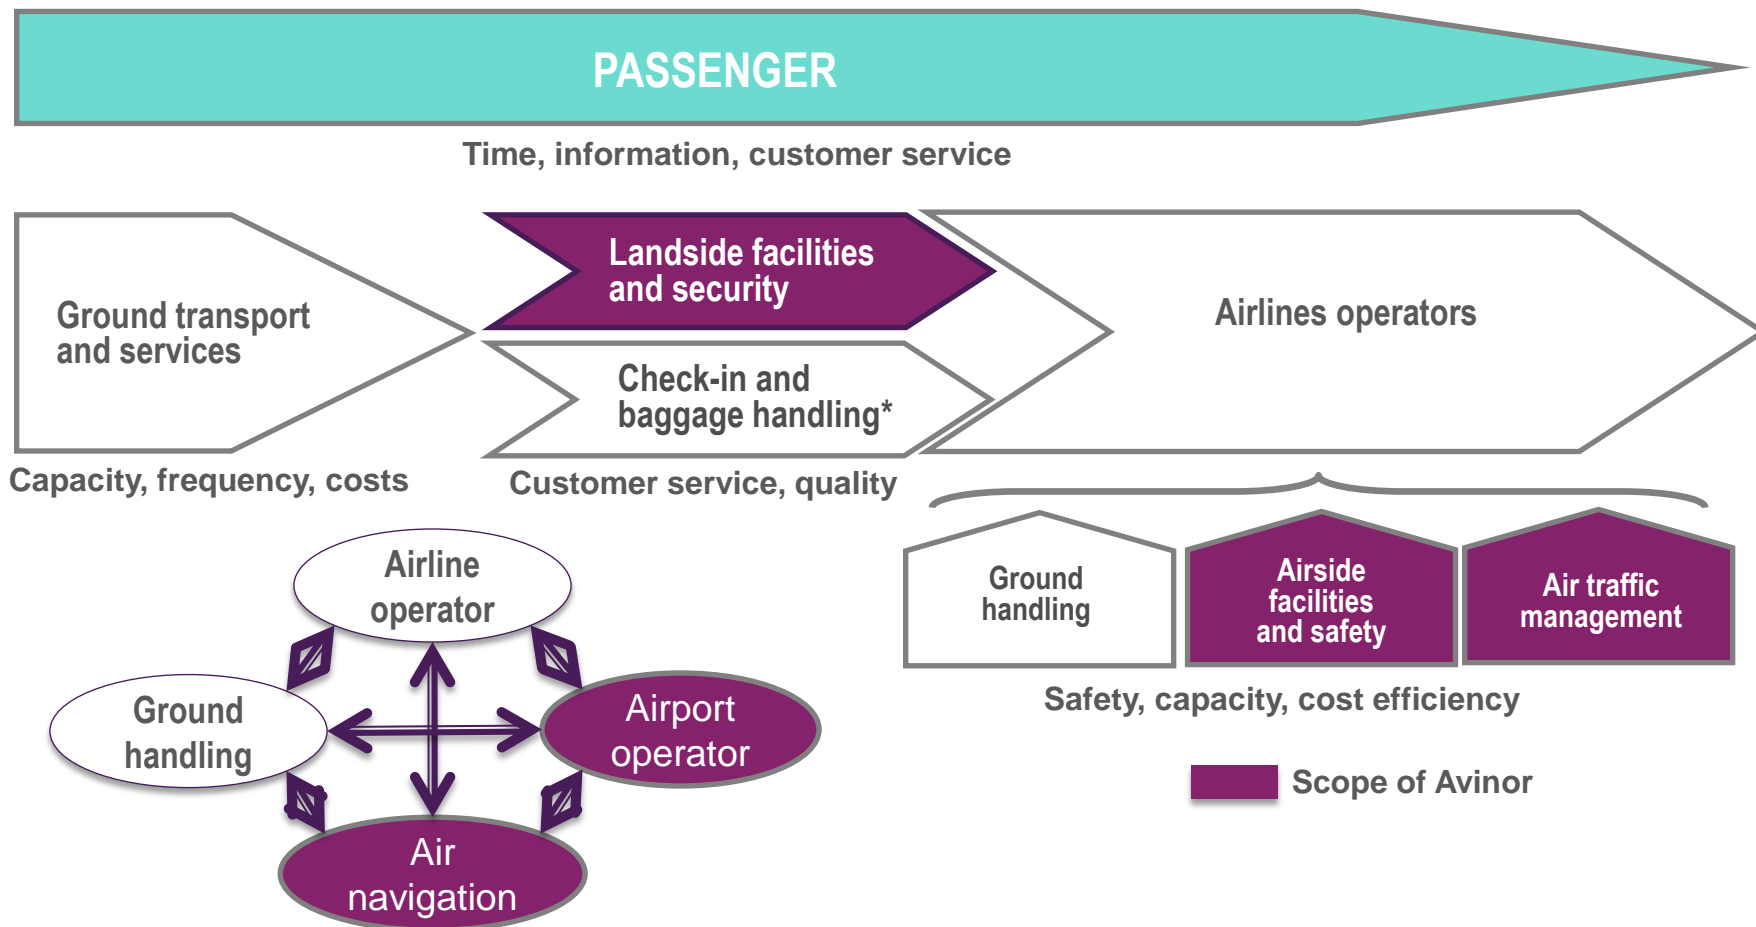 PASSENGER
Time, information, customer service
Ground transport
and services
Landside facilities
and security
Check-in and
baggage handling*
Airlines operators
Capacity, frequency, costs
Customer service, quality
Ground
handling
Airside
facilities
and safety
Air traffic
management
Safety, capacity, cost efficiency
Airline
operator
Ground
handling
Airport
operator
Air
navigation
Scope of Avinor